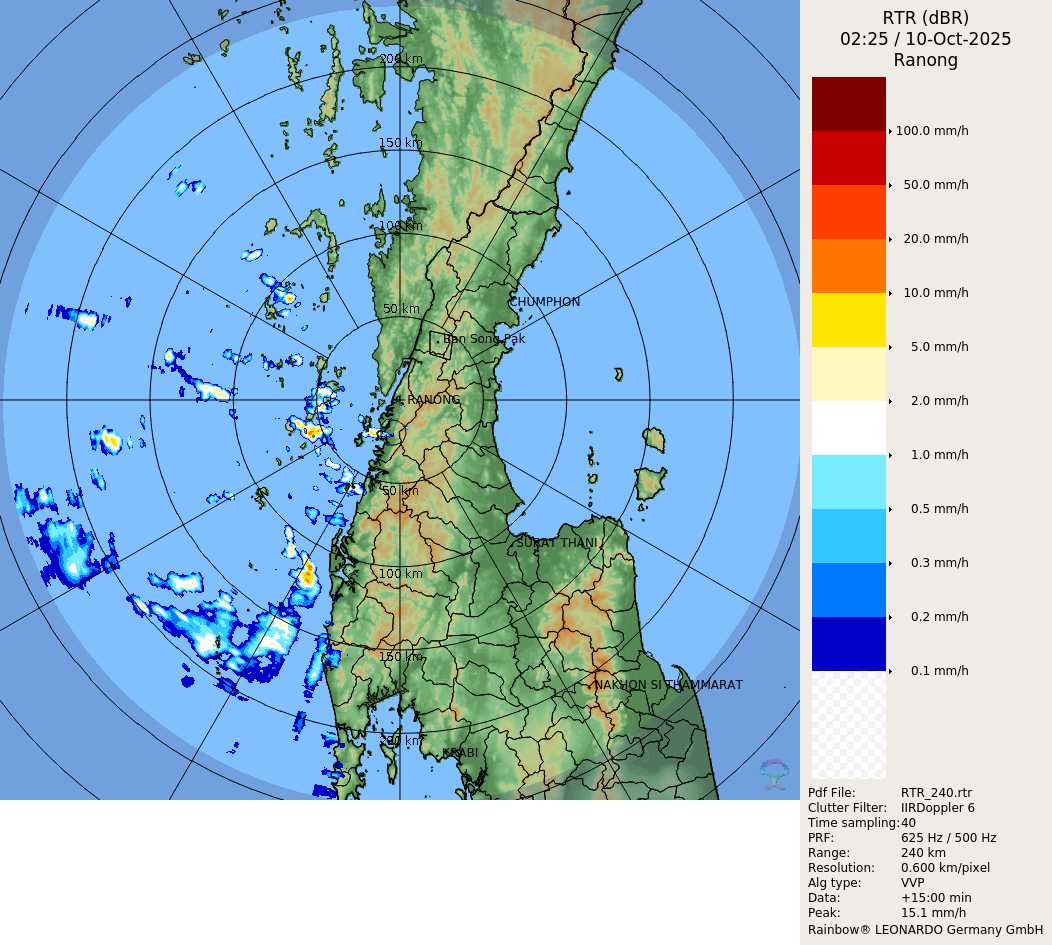 RTR (dBR)
02:25 / 10-Oct-2025
Ranong
100.0 mm/h
50.0 mm/h
20.0 mm/h
10.0 mm/h
5.0 mm/h
2.0 mm/h
1.0 mm/h
0.5 mm/h
0.3 mm/h
0.2 mm/h
0.1 mm/h
200 km
150 km
100 km
50 km
CHUMPHON
Ban Song Pak
RANONG
50 km
SURAT THANI
100 km
150 km
NAKHON SI THAMMARAT
200 km
KRABI
Pdf File: RTR_240.rtr
Clutter Filter: IIRDoppler 6
Time sampling: 40
PRF: 625 Hz / 500 Hz
Range: 240 km
Resolution: 0.600 km/pixel
Alg type: VVP
Data: +15:00 min
Peak: 15.1 mm/h
Rainbow® LEONARDO Germany GmbH